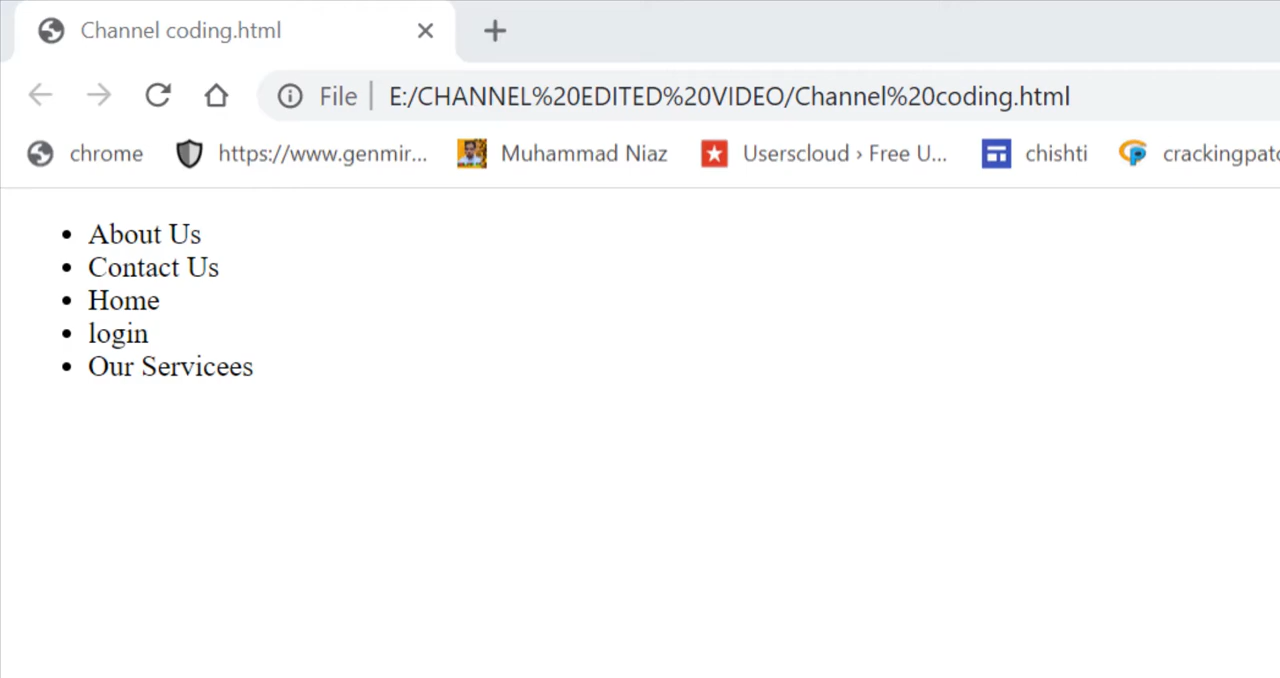 Channel coding.html
File | E:/CHANNEL%20EDITED%20VIDEO/Channel%20coding.html
chrome https://www.genmir... Muhammad Niaz Userscloud › Free U... chishti crackingpatc
• About Us
• Contact Us
• Home
• login
• Our Servicees